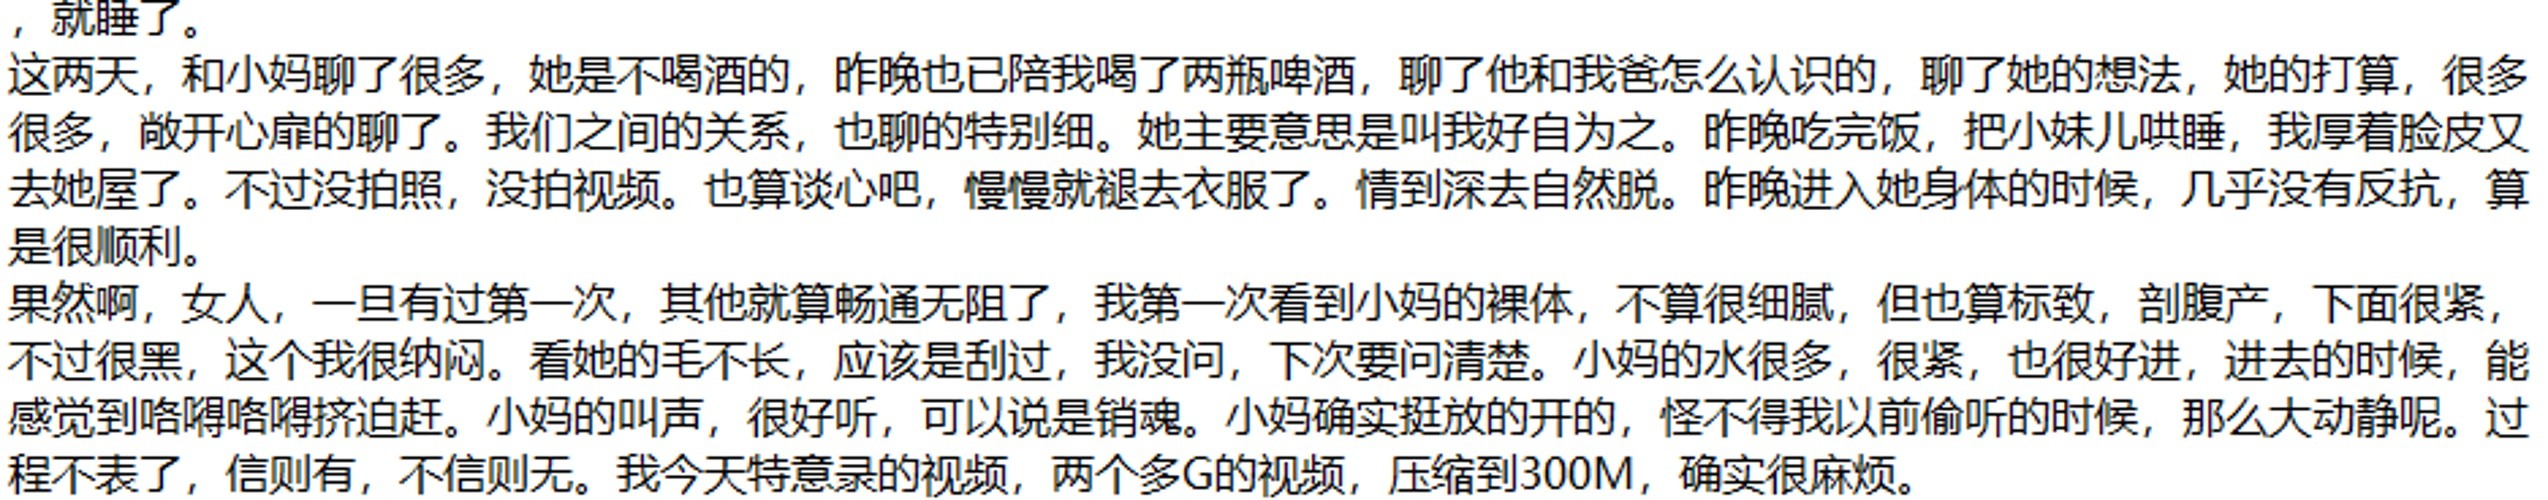 ，就睡了。
这两天，和小妈聊了很多，她是不喝酒的，昨晚也已陪我喝了两瓶啤酒，聊了他和我爸怎么认识的，聊了她的想法，她的打算，很多
很多，敞开心扉的聊了。我们之间的关系，也聊的特别细。她主要意思是叫我好自为之。昨晚吃完饭，把小妹儿哄睡，我厚着脸皮又
去她屋了。不过没拍照，没拍视频。也算谈心吧，慢慢就褪去衣服了。情到深去自然脱。昨晚进入她身体的时候，几乎没有反抗，算
是很顺利。
果然啊，女人，一旦有过第一次，其他就算畅通无阻了，我第一次看到小妈的裸体，不算很细腻，但也算标致，剖腹产，下面很紧，
不过很黑，这个我很纳闷。看她的毛不长，应该是刮过，我没问，下次要问清楚。小妈的水很多，很紧，也很好进，进去的时候，能
感觉到咯嘚咯嘚挤迫赶。小妈的叫声，很好听，可以说是销魂。小妈确实挺放的开的，怪不得我以前偷听的时候，那么大动静呢。过
程不表了，信则有，不信则无。我今天特意录的视频，两个多G的视频，压缩到300M，确实很麻烦。